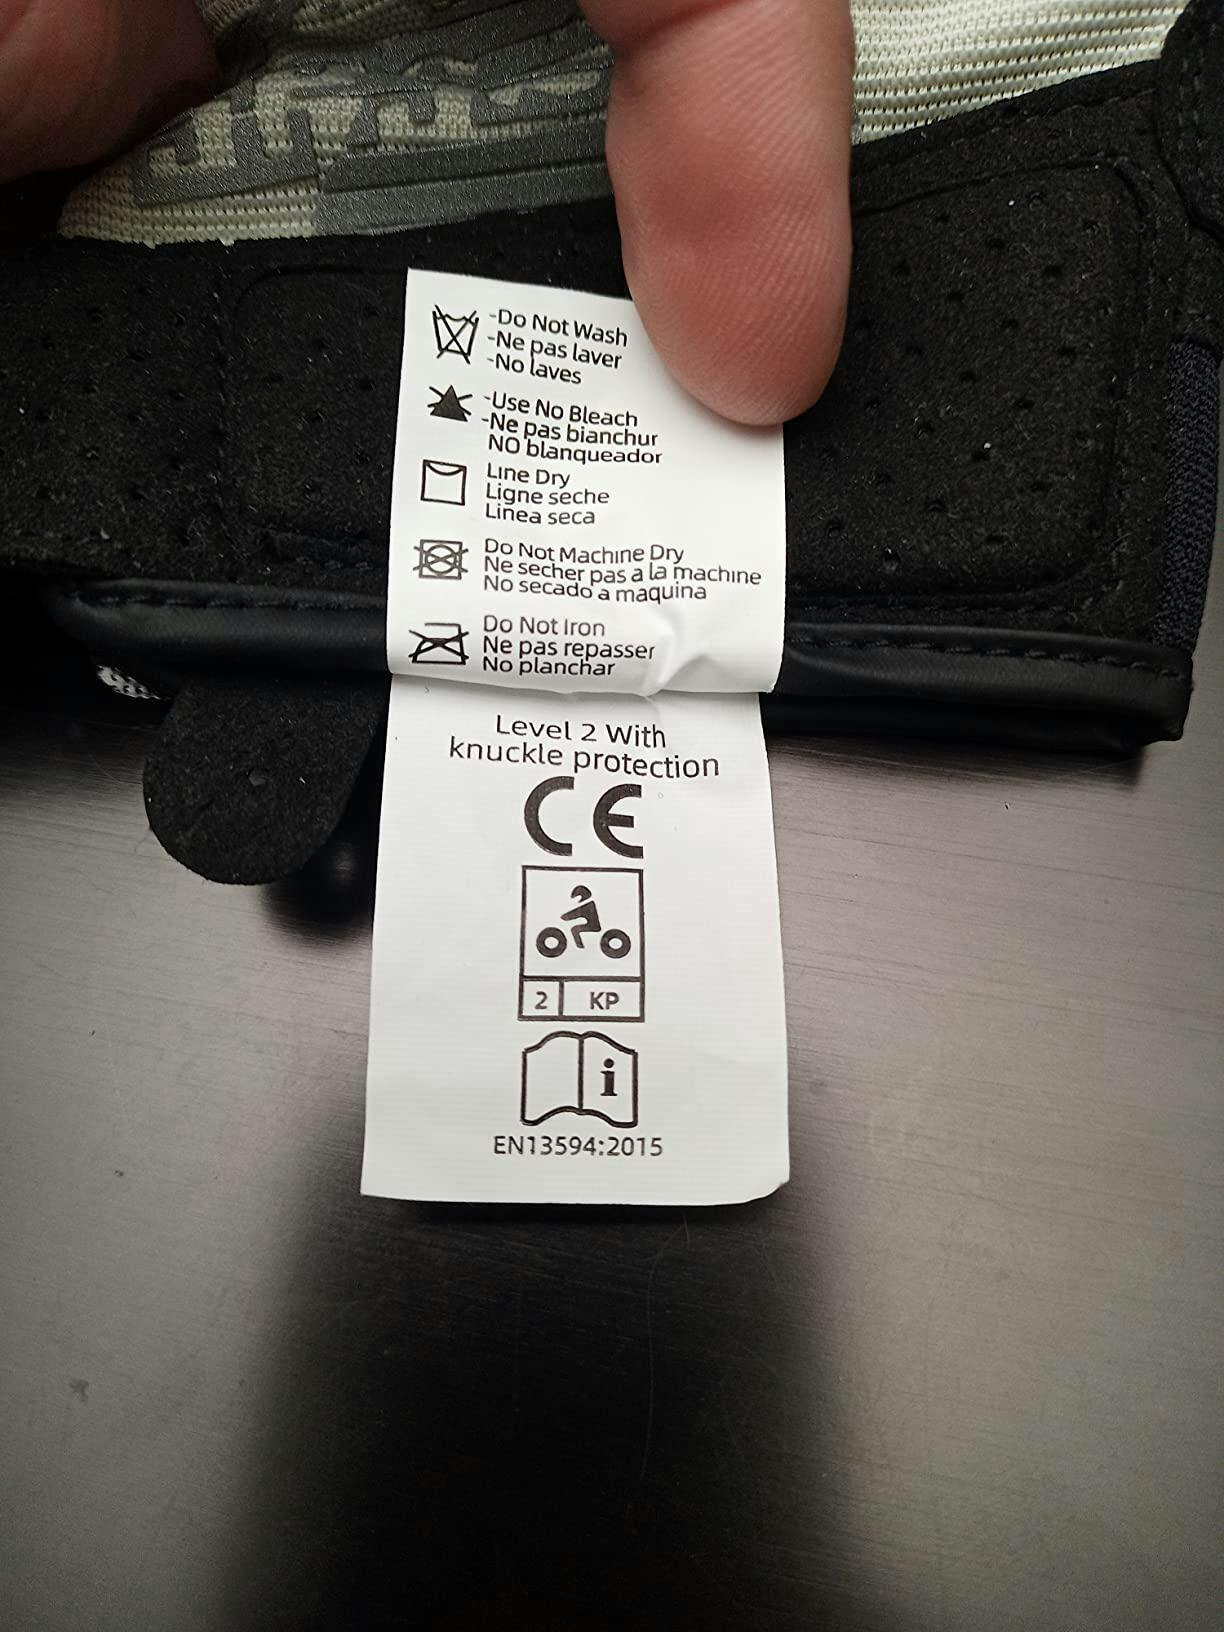 -Do Not Wash
-Ne pas laver
-No laves
-Use No Bleach
-Ne pas bianchur
NO blanqueador
Line Dry
Ligne seche
Linea seca
Do Not Machine Dry
Ne secher pas a la machine
No secado a maquina
Do Not Iron
Ne pas repasser
No planchar
Level 2 With
knuckle protection
CE
2 KP
i
EN13594:2015